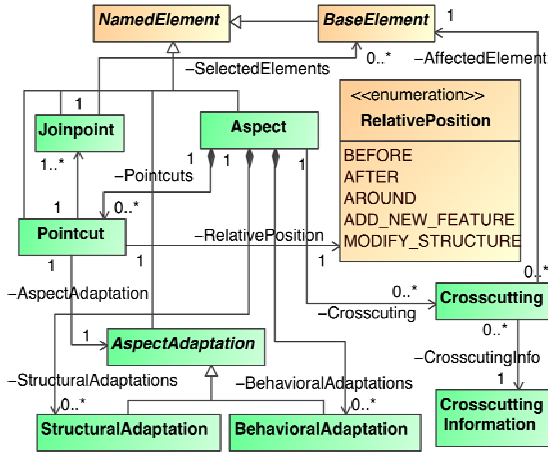 NamedElement
BaseElement
1
–AffectedElement
0..*
–SelectedElements
1
Joinpoint
Aspect
<<enumeration>>
RelativePosition
BEFORE
AFTER
AROUND
ADD_NEW_FEATURE
MODIFY_STRUCTURE
1..*
1
1
1
1
–Pointcuts
1
0..*
Pointcut
–RelativePosition
1
1
1
–AspectAdaptation
0..*
0..*
Crosscutting
–Crosscuting
0..*
1
AspectAdaptation
–CrosscutingInfo
–StructuralAdaptations
–BehavioralAdaptations
1
0..*
0..*
StructuralAdaptation
BehavioralAdaptation
Crosscutting
Information